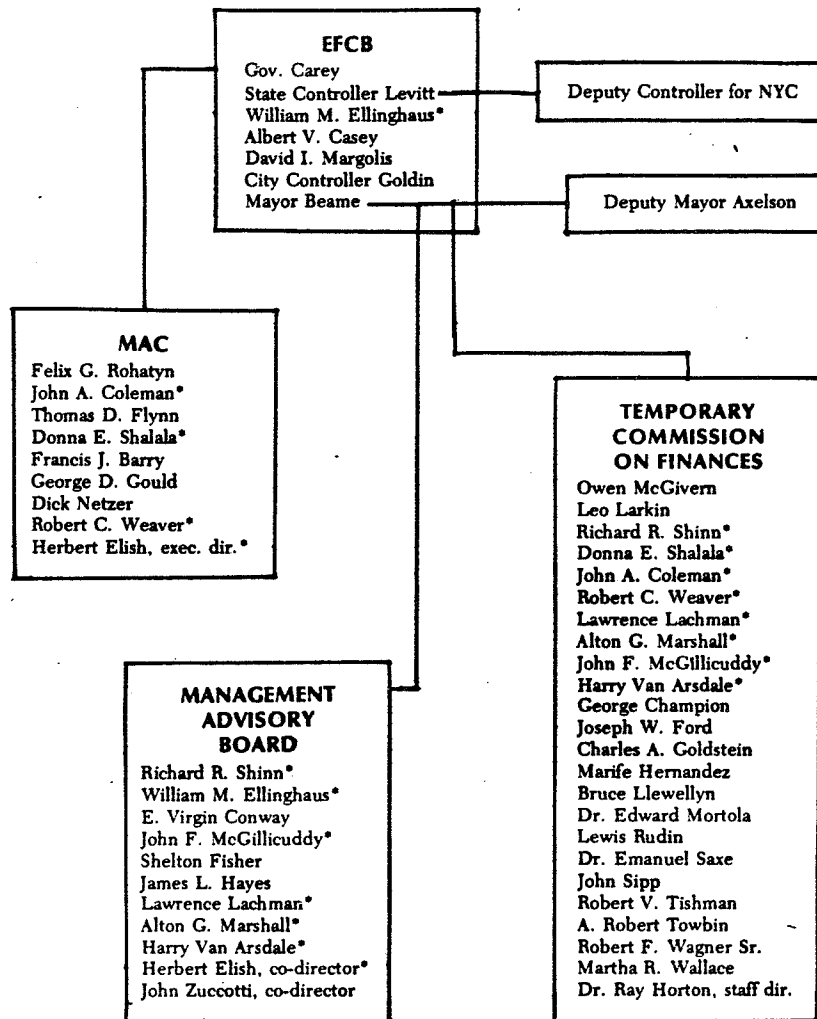 EFCB
Gov. Carey
State Controller Levitt
William M. Ellinghaus*
Albert V. Casey
David I. Margolis
City Controller Goldin
Mayor Beame
Deputy Controller for NYC
Deputy Mayor Axelson
MAC
Felix G. Rohatyn
John A. Coleman*
Thomas D. Flynn
Donna E. Shalala*
Francis J. Barry
George D. Gould
Dick Netzer
Robert C. Weaver*
Herbert Elish, exec. dir.*
TEMPORARY
COMMISSION
ON FINANCES
Owen McGivern
Leo Larkin
Richard R. Shinn*
Donna E. Shalala*
John A. Coleman*
Robert C. Weaver*
Lawrence Lachman*
Alton G. Marshall*
John F. McGillicuddy*
Harry Van Arsdale*
George Champion
Joseph W. Ford
Charles A. Goldstein
Marife Hernandez
Bruce Llewellyn
Dr. Edward Mortola
Lewis Rudin
Dr. Emanuel Saxe
John Sipp
Robert V. Tishman
A. Robert Towbin
Robert F. Wagner Sr.
Martha R. Wallace
Dr. Ray Horton, staff dir.
MANAGEMENT
ADVISORY
BOARD
Richard R. Shinn*
William M. Ellinghaus*
E. Virgin Conway
John F. McGillicuddy*
Shelton Fisher
James L. Hayes
Lawrence Lachman*
Alton G. Marshall*
Harry Van Arsdale*
Herbert Elish, co-director*
John Zuccotti, co-director